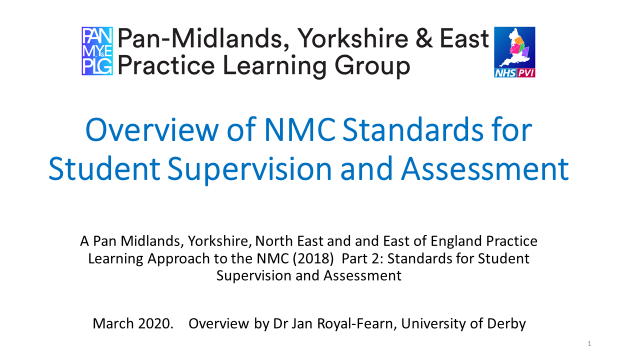 PAN
MYE
PLG
Pan-Midlands, Yorkshire & East
Practice Learning Group
NHS PVI
Overview of NMC Standards for
Student Supervision and Assessment
A Pan Midlands, Yorkshire, North East and and East of England Practice
Learning Approach to the NMC (2018) Part 2: Standards for Student
Supervision and Assessment
March 2020. Overview by Dr Jan Royal-Fearn, University of Derby
1